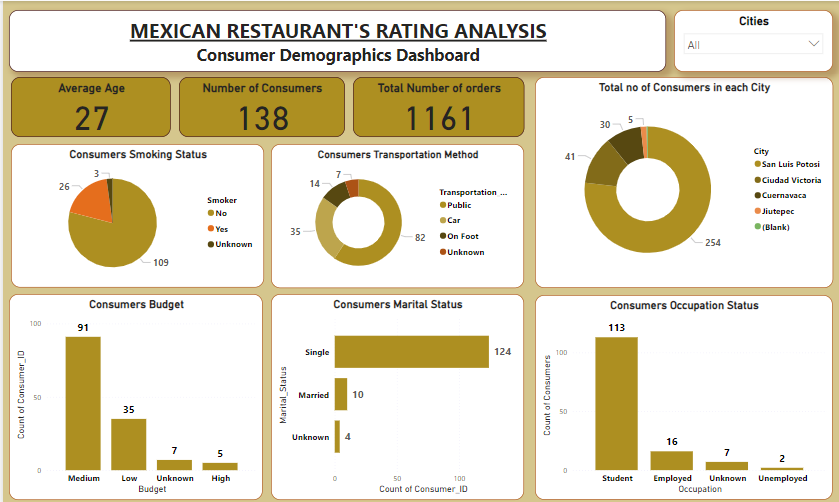 MEXICAN RESTAURANT'S RATING ANALYSIS
Consumer Demographics Dashboard
Cities
All
Average Age
27
Number of Consumers
138
Total Number of orders
1161
Total no of Consumers in each City
5
30
41
254
City
San Luis Potosi
Ciudad Victoria
Cuernavaca
Jiutepec
(Blank)
Consumers Smoking Status
3
26
109
Smoker
No
Yes
Unknown
Consumers Transportation Method
7
14
35
82
Transportation ...
Public
Car
On Foot
Unknown
Consumers Budget
Count of Consumer_ID
100
50
0
91
35
7
5
Medium
Low
Unknown
High
Budget
Consumers Marital Status
Marital_Status
Single
124
Married
10
Unknown
4
0
50
100
Count of Consumer_ID
Consumers Occupation Status
Count of Consumers
100
50
0
113
16
7
2
Student
Employed
Unknown
Unemployed
Occupation